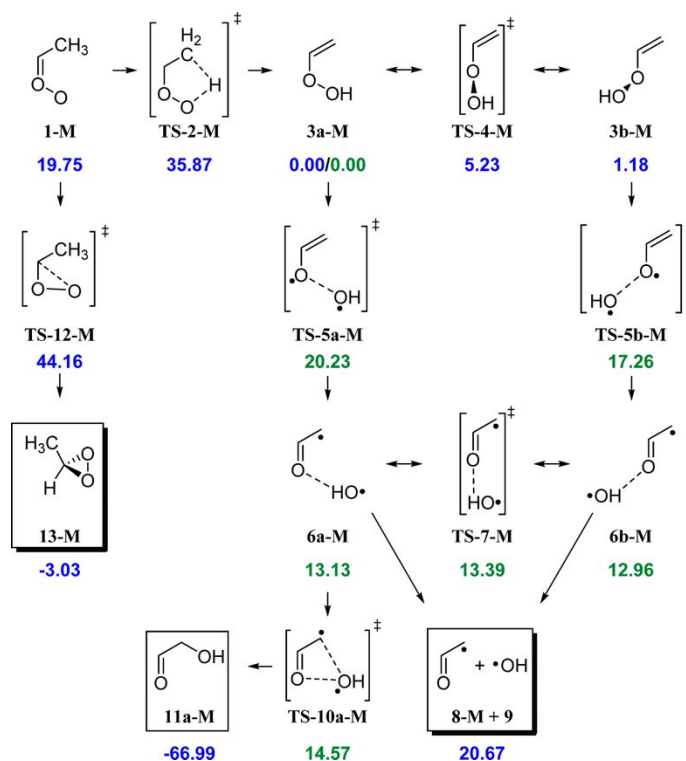 CH₃
O
O
1-M
19.75
H₂
C
H
O
O
‡
TS-2-M
35.87
O
OH
3a-M
0.00/0.00
O
OH
‡
TS-4-M
5.23
HO
O
3b-M
1.18
CH₃
O
O
‡
TS-12-M
44.16
O
OH
‡
TS-5a-M
20.23
HO
O
TS-5b-M
17.26
H₃C
H
O
O
13-M
-3.03
O
HO•
6a-M
13.13
O
HO•
‡
TS-7-M
13.39
O
•OH
6b-M
12.96
OH
O
11a-M
-66.99
O
OH
‡
TS-10a-M
14.57
O
+ •OH
8-M + 9
20.67